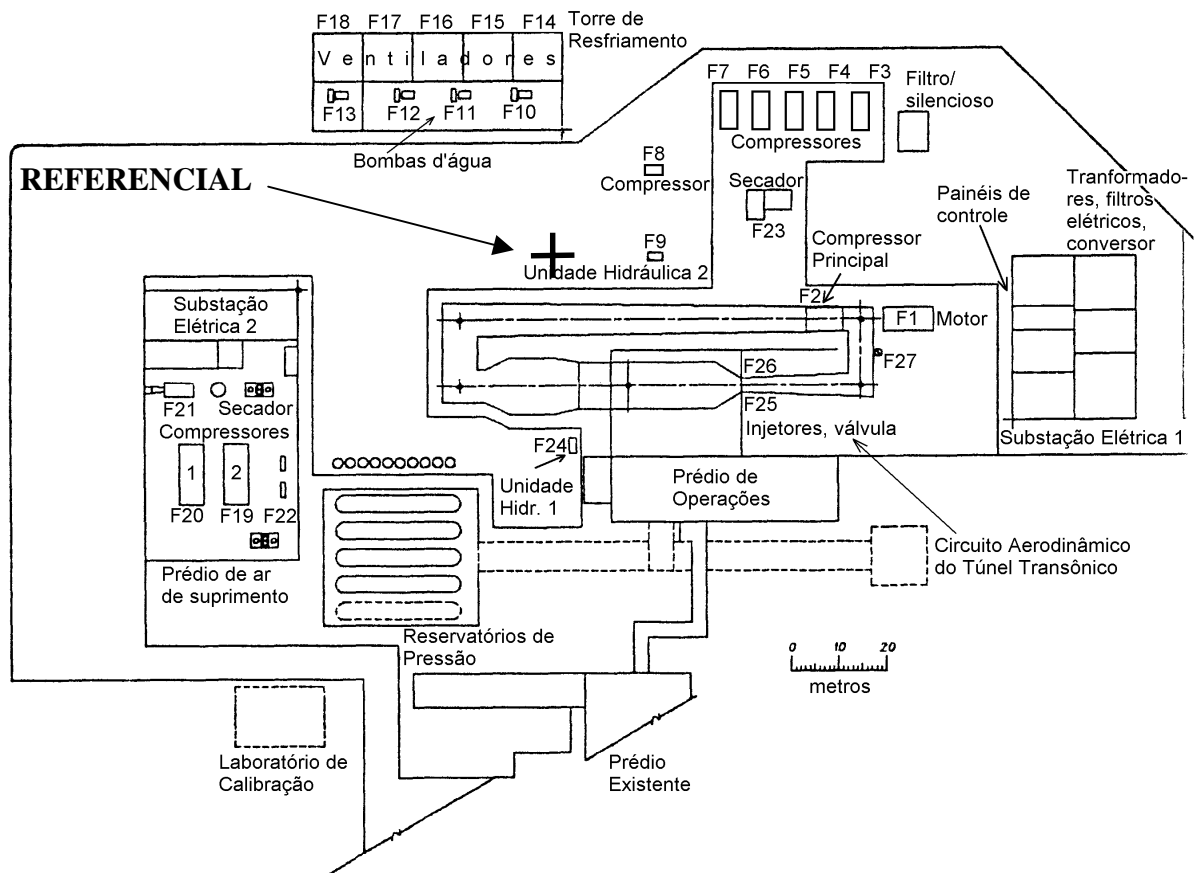 F18 F17 F16 F15 F14
Torre de
Resfriamento
Ventiladores
F13 F12 F11 F10
Bombas d'água
F7 F6 F5 F4 F3
Compressores
Filtro/
silencioso
REFERENCIAL
F8
Compressor
Secador
F23
Painéis de
controle
Tranformado-
res, filtros
elétricos,
conversor
F9
Unidade Hidráulica 2
Compressor
Principal
F2
F1
Motor
F27
Substação
Elétrica 2
F26
F25
F21
Secador
Compressores
1
2
F20 F19 F22
Injetores, válvula
Substação Elétrica 1
F24
Unidade
Hidr. 1
Prédio de
Operações
Circuito Aerodinâmico
do Túnel Transônico
Prédio de ar
de suprimento
Reservatórios de
Pressão
0 10 20
metros
Laboratório de
Calibração
Prédio
Existente